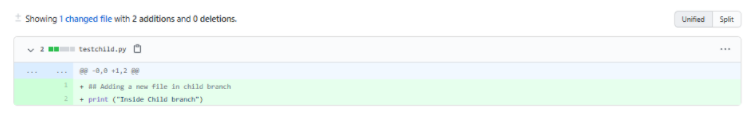 Showing 1 changed file with 2 additions and 0 deletions.
Unified Split
2 testchild.py
... ... @@ -0,0 +1,2 @@
1 + ## Adding a new file in child branch
2 + print ("Inside Child branch")